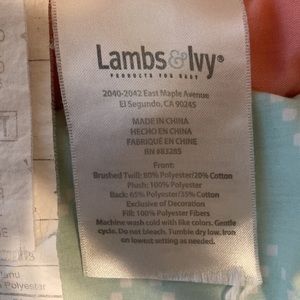 Lambs&Ivy®
PRODUCTS FOR BABY
2040-2042 East Maple Avenue
El Segundo, CA 90245
MADE IN CHINA
HECHO EN CHINA
FABRIQUÉ EN CHINE
RN #83285
Front:
Brushed Twill: 80% Polyester/20% Cotton
Plush: 100% Polyester
Back: 65% Polyester/35% Cotton
Exclusive of Decoration
Fill: 100% Polyester Fibers
Machine wash cold with like colors. Gentle
cycle. Do not bleach. Tumble dry low. Iron
on lowest setting as needed.
Polyester